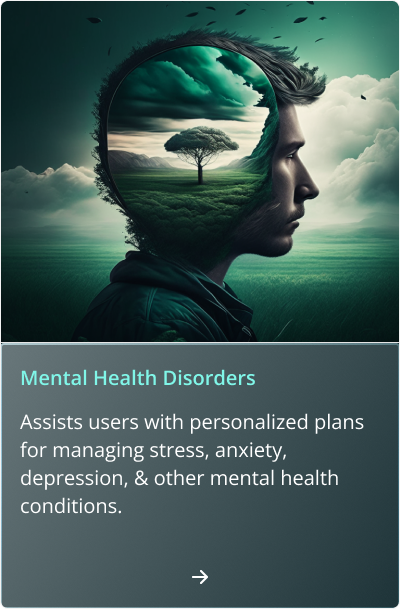 Mental Health Disorders
Assists users with personalized plans
for managing stress, anxiety,
depression, & other mental health
conditions.